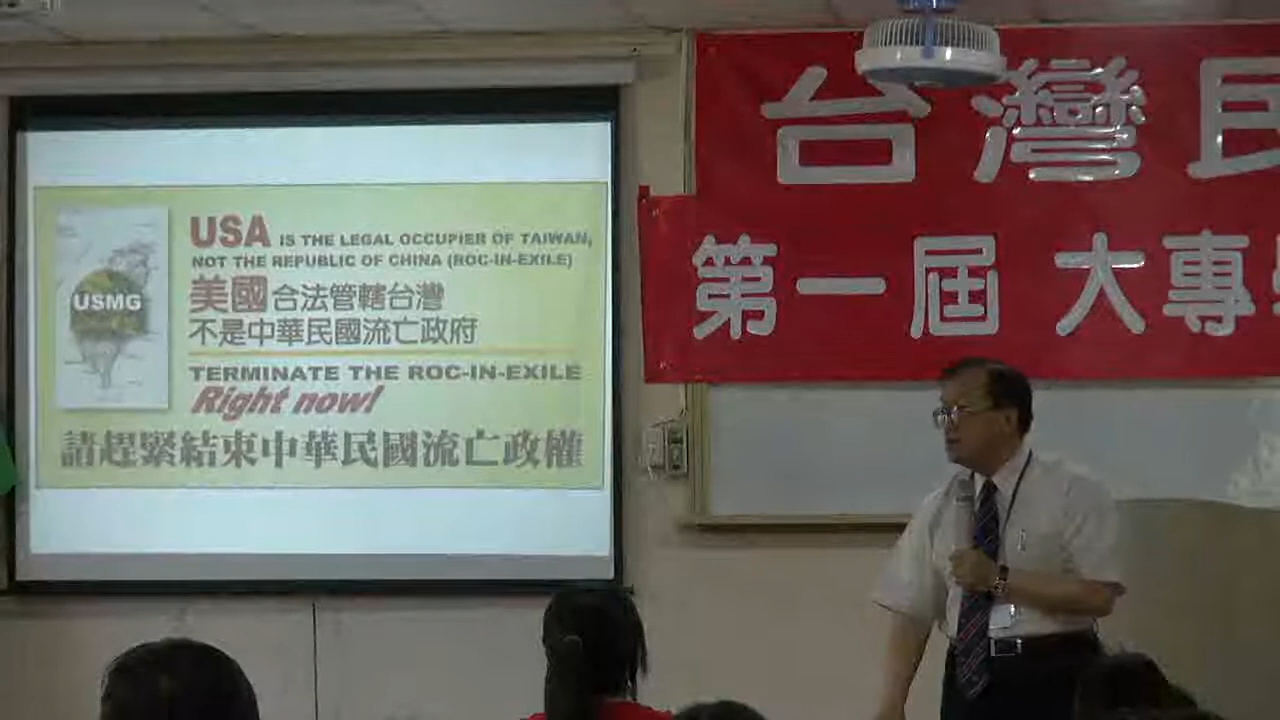 USMG
USA IS THE LEGAL OCCUPIER OF TAIWAN,
NOT THE REPUBLIC OF CHINA (ROC-IN-EXILE)
美國合法管轄台灣
不是中華民國流亡政府
TERMINATE THE ROC-IN-EXILE
Right now!
請趕緊結束中華民國流亡政權
台灣民
第一屆 大專